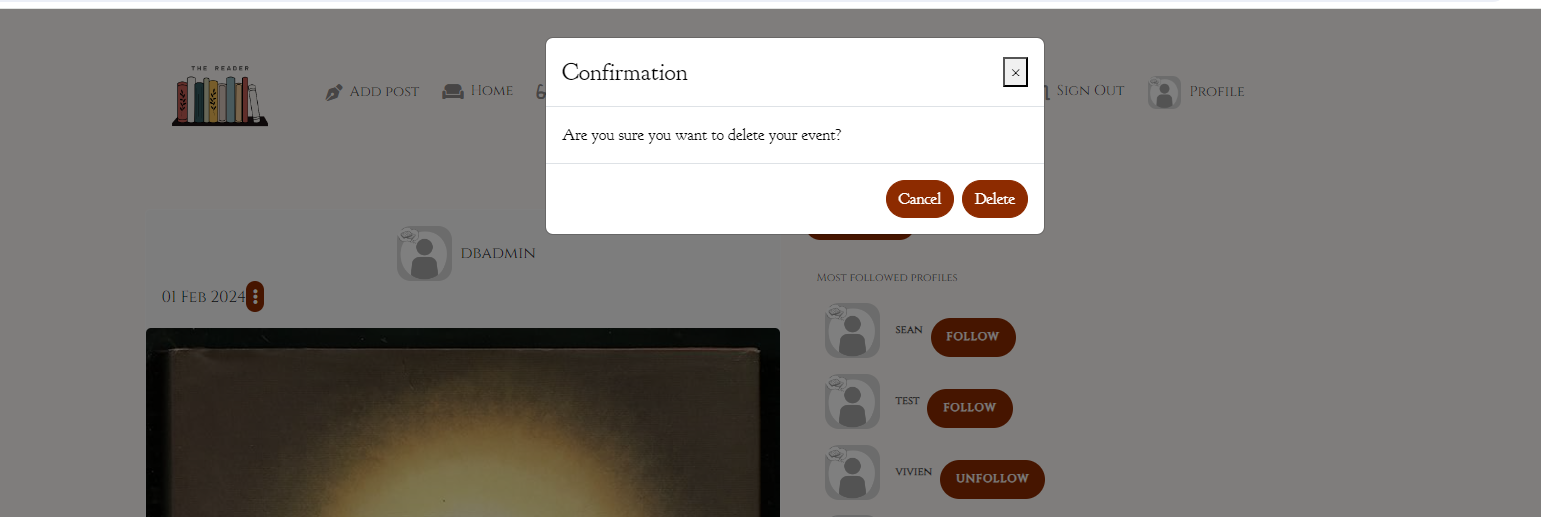 THE READER
Add post
Home
Sign Out
Profile
Confirmation
×
Are you sure you want to delete your event?
Cancel
Delete
dbadmin
01 Feb 2024
Most followed profiles
sean
FOLLOW
test
FOLLOW
vivien
UNFOLLOW